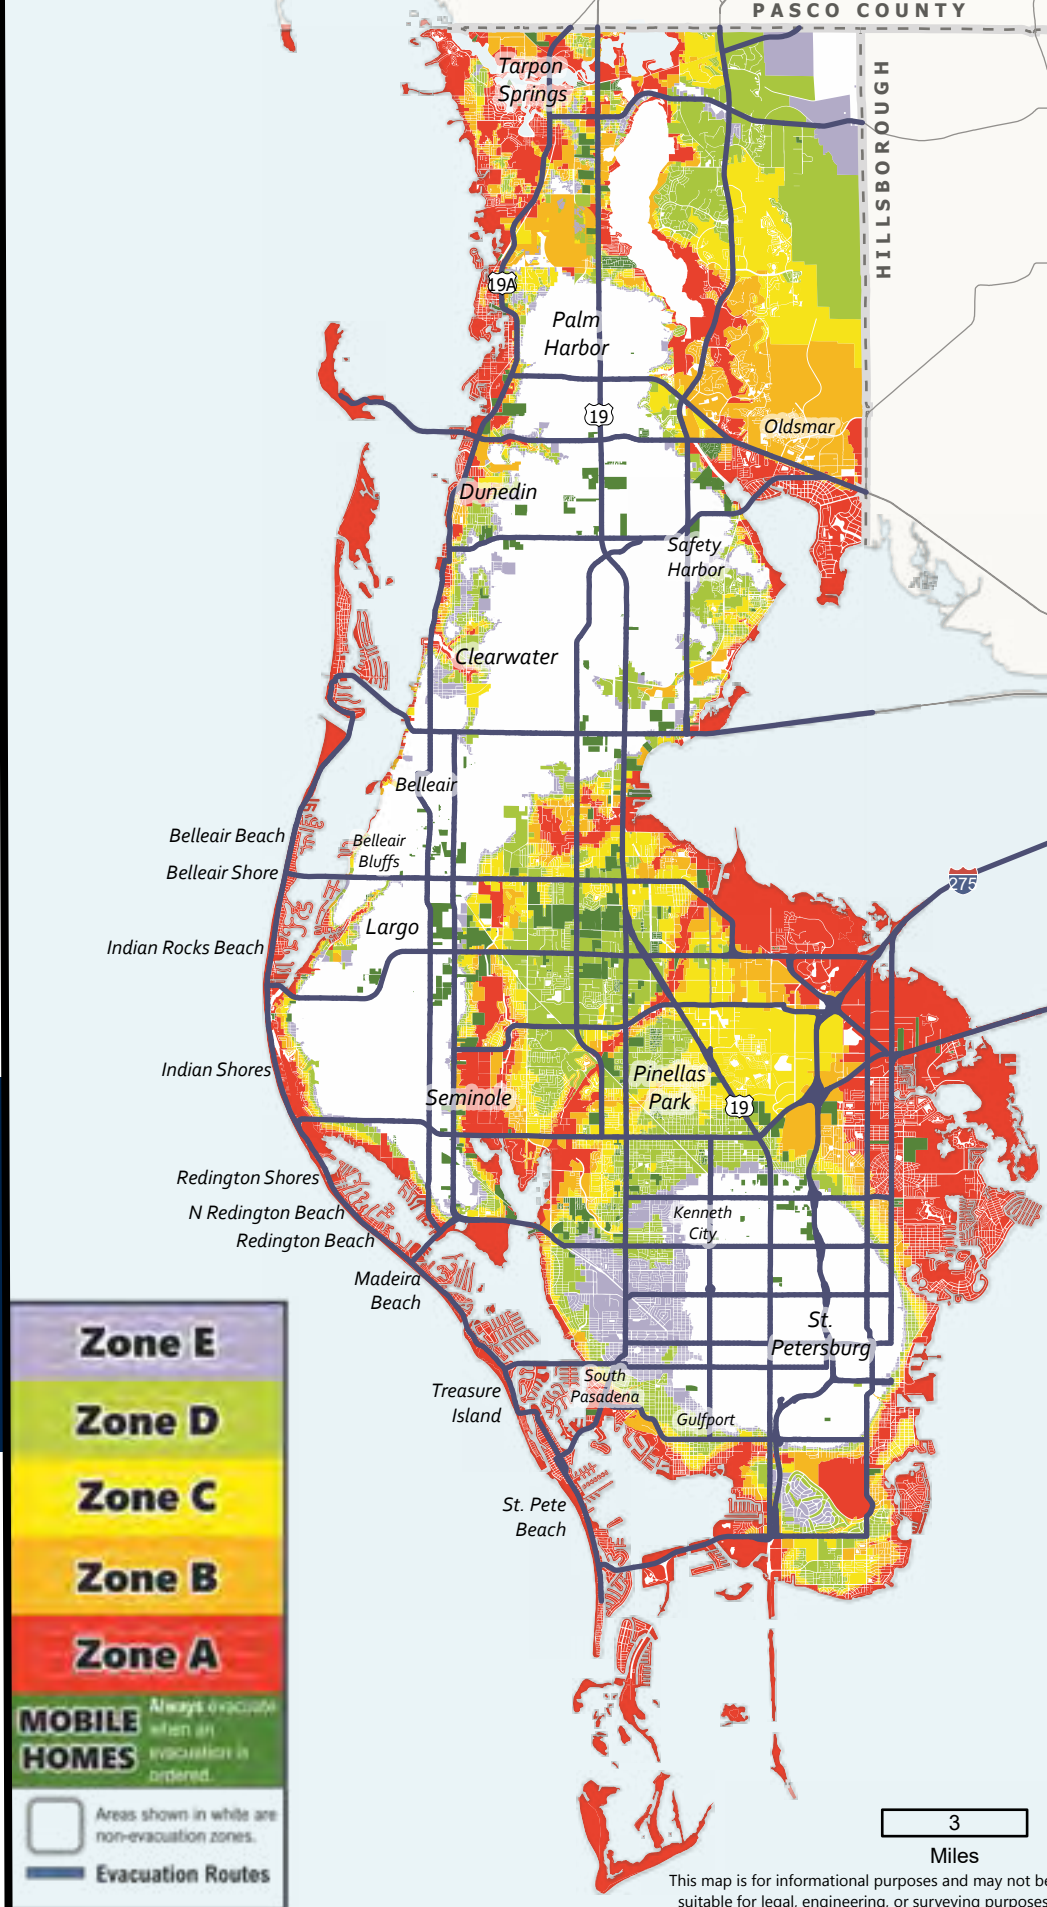 PASCO COUNTY
HILLSBOROUGH
Tarpon
Springs
19A
Palm
Harbor
19
Oldsmar
Dunedin
Safety
Harbor
Clearwater
Belleair
Belleair Beach
Belleair
Bluffs
Belleair Shore
275
Largo
Indian Rocks Beach
Indian Shores
Pinellas
Park
Seminole
19
Redington Shores
N Redington Beach
Kenneth
City
Redington Beach
Madeira
Beach
St.
Petersburg
South
Pasadena
Treasure
Island
Gulfport
St. Pete
Beach
Zone E
Zone D
Zone C
Zone B
Zone A
MOBILE
HOMES
Always evacuate
when an
evacuation is
ordered.
Areas shown in white are
non-evacuation zones.
Evacuation Routes
3
Miles
This map is for informational purposes and may not be
suitable for legal, engineering, or surveying purposes